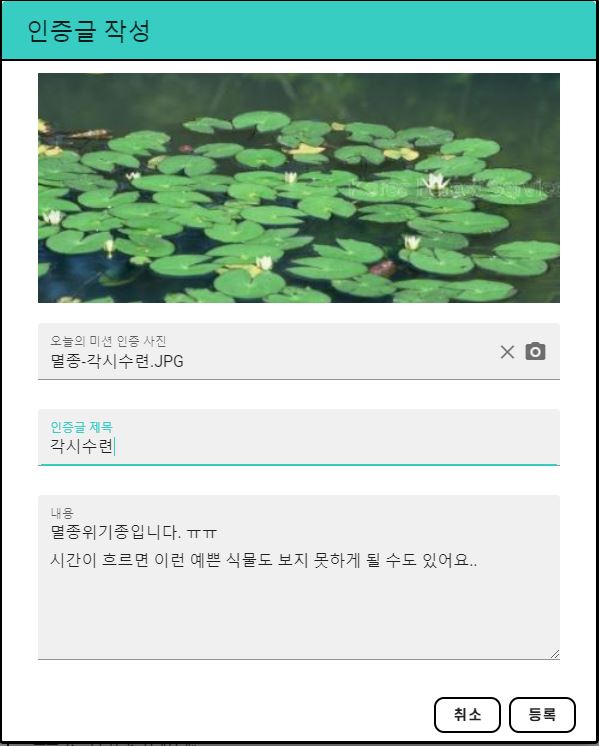 인증글 작성
오늘의 미션 인증 사진
멸종-각시수련.JPG
인증글 제목
각시수련
내용
멸종위기종입니다. ㅠㅠ
시간이 흐르면 이런 예쁜 식물도 보지 못하게 될 수도 있어요..
취소
등록